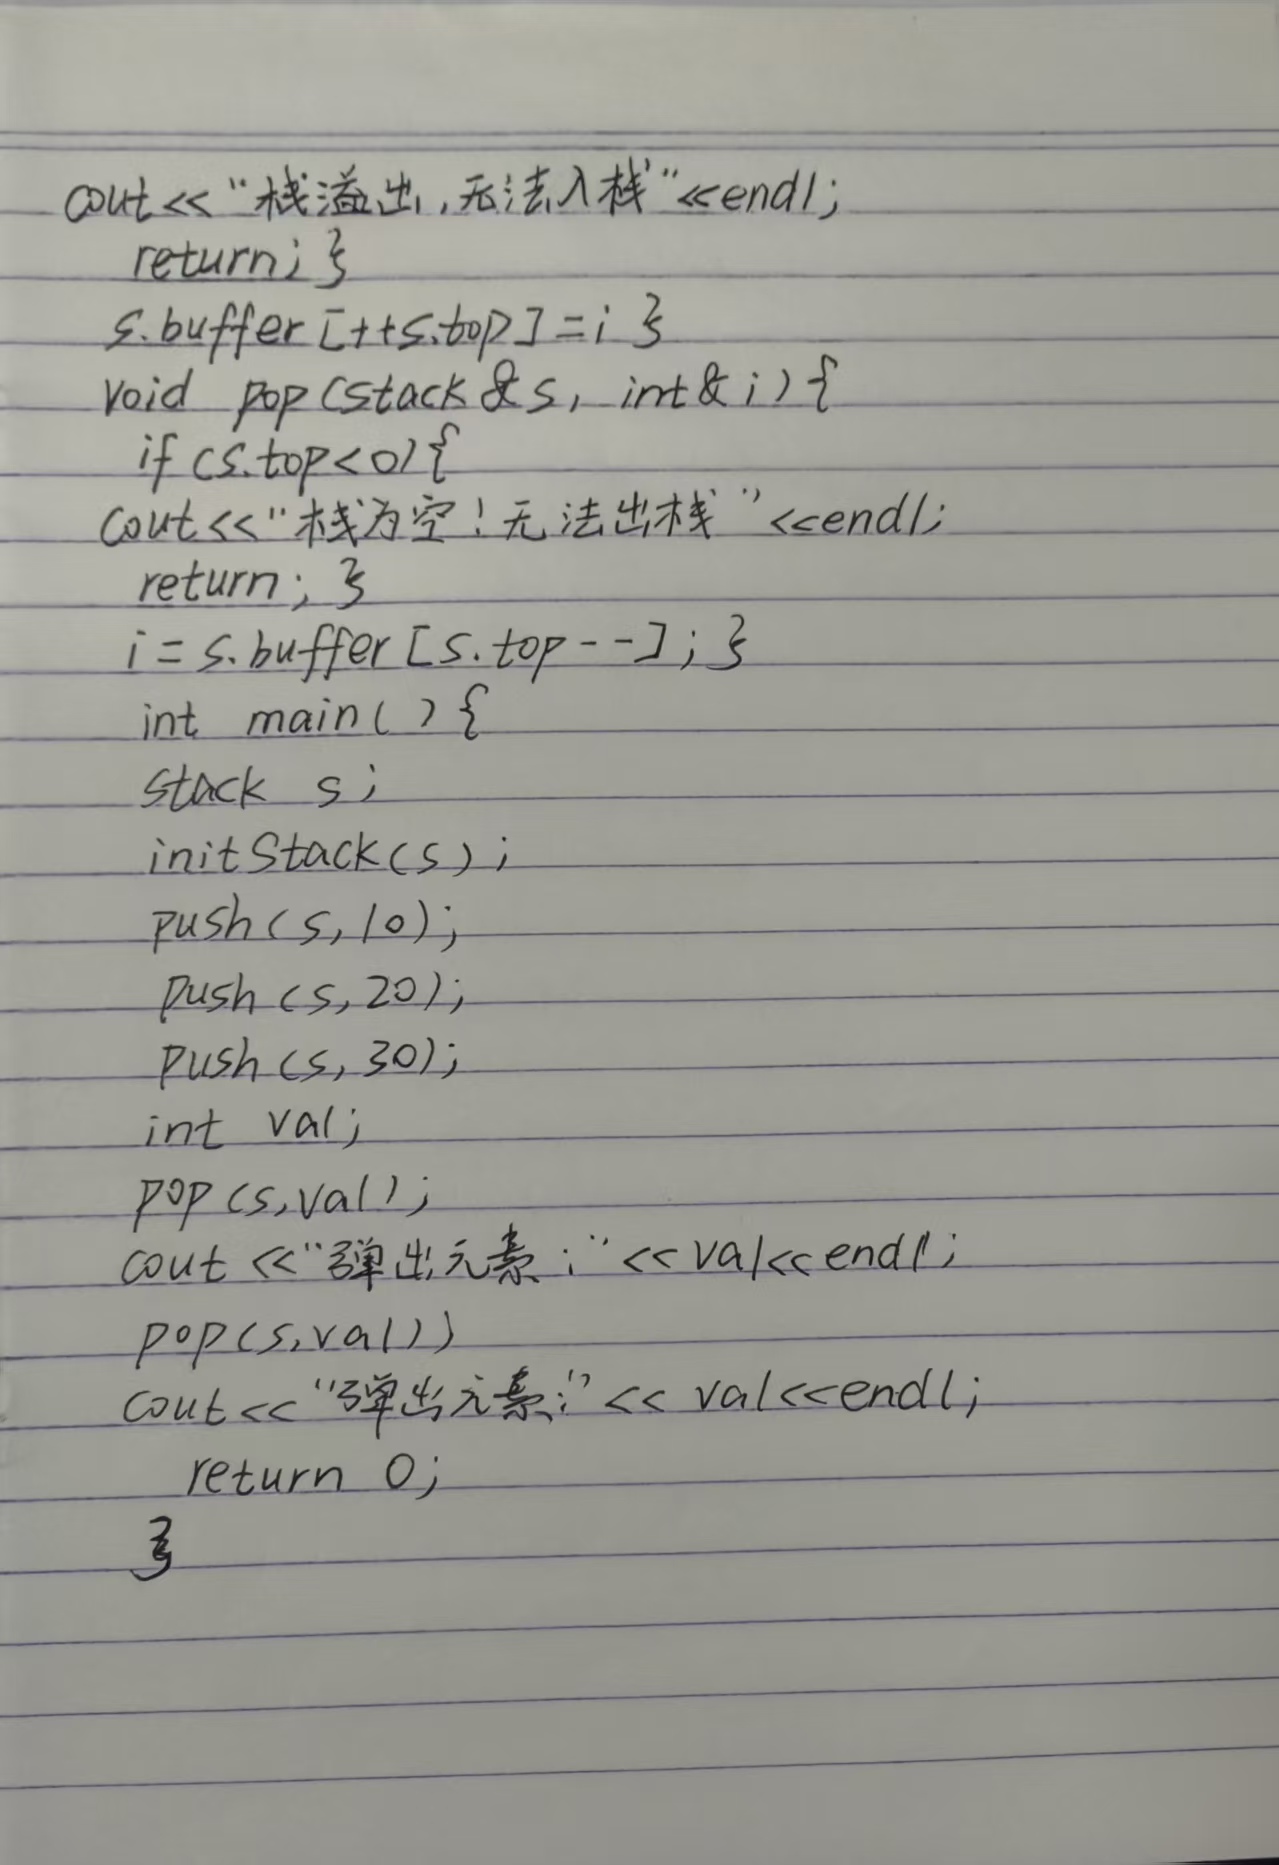 cout<<"栈溢出,无法入栈"<<endl;
return; }
s.buffer[++s.top]=i }
void pop(stack&s, int&i){
if(s.top<0){
cout<<"栈为空!无法出栈"<<endl;
return; }
i=s.buffer[s.top--]; }
int main(){
stack s;
initStack(s);
push(s,10);
push(s,20);
push(s,30);
int val;
pop(s,val);
cout<<"弹出元素:"<<val<<endl;
pop(s,val))
cout<<"弹出元素:"<<val<<endl;
return 0;
}